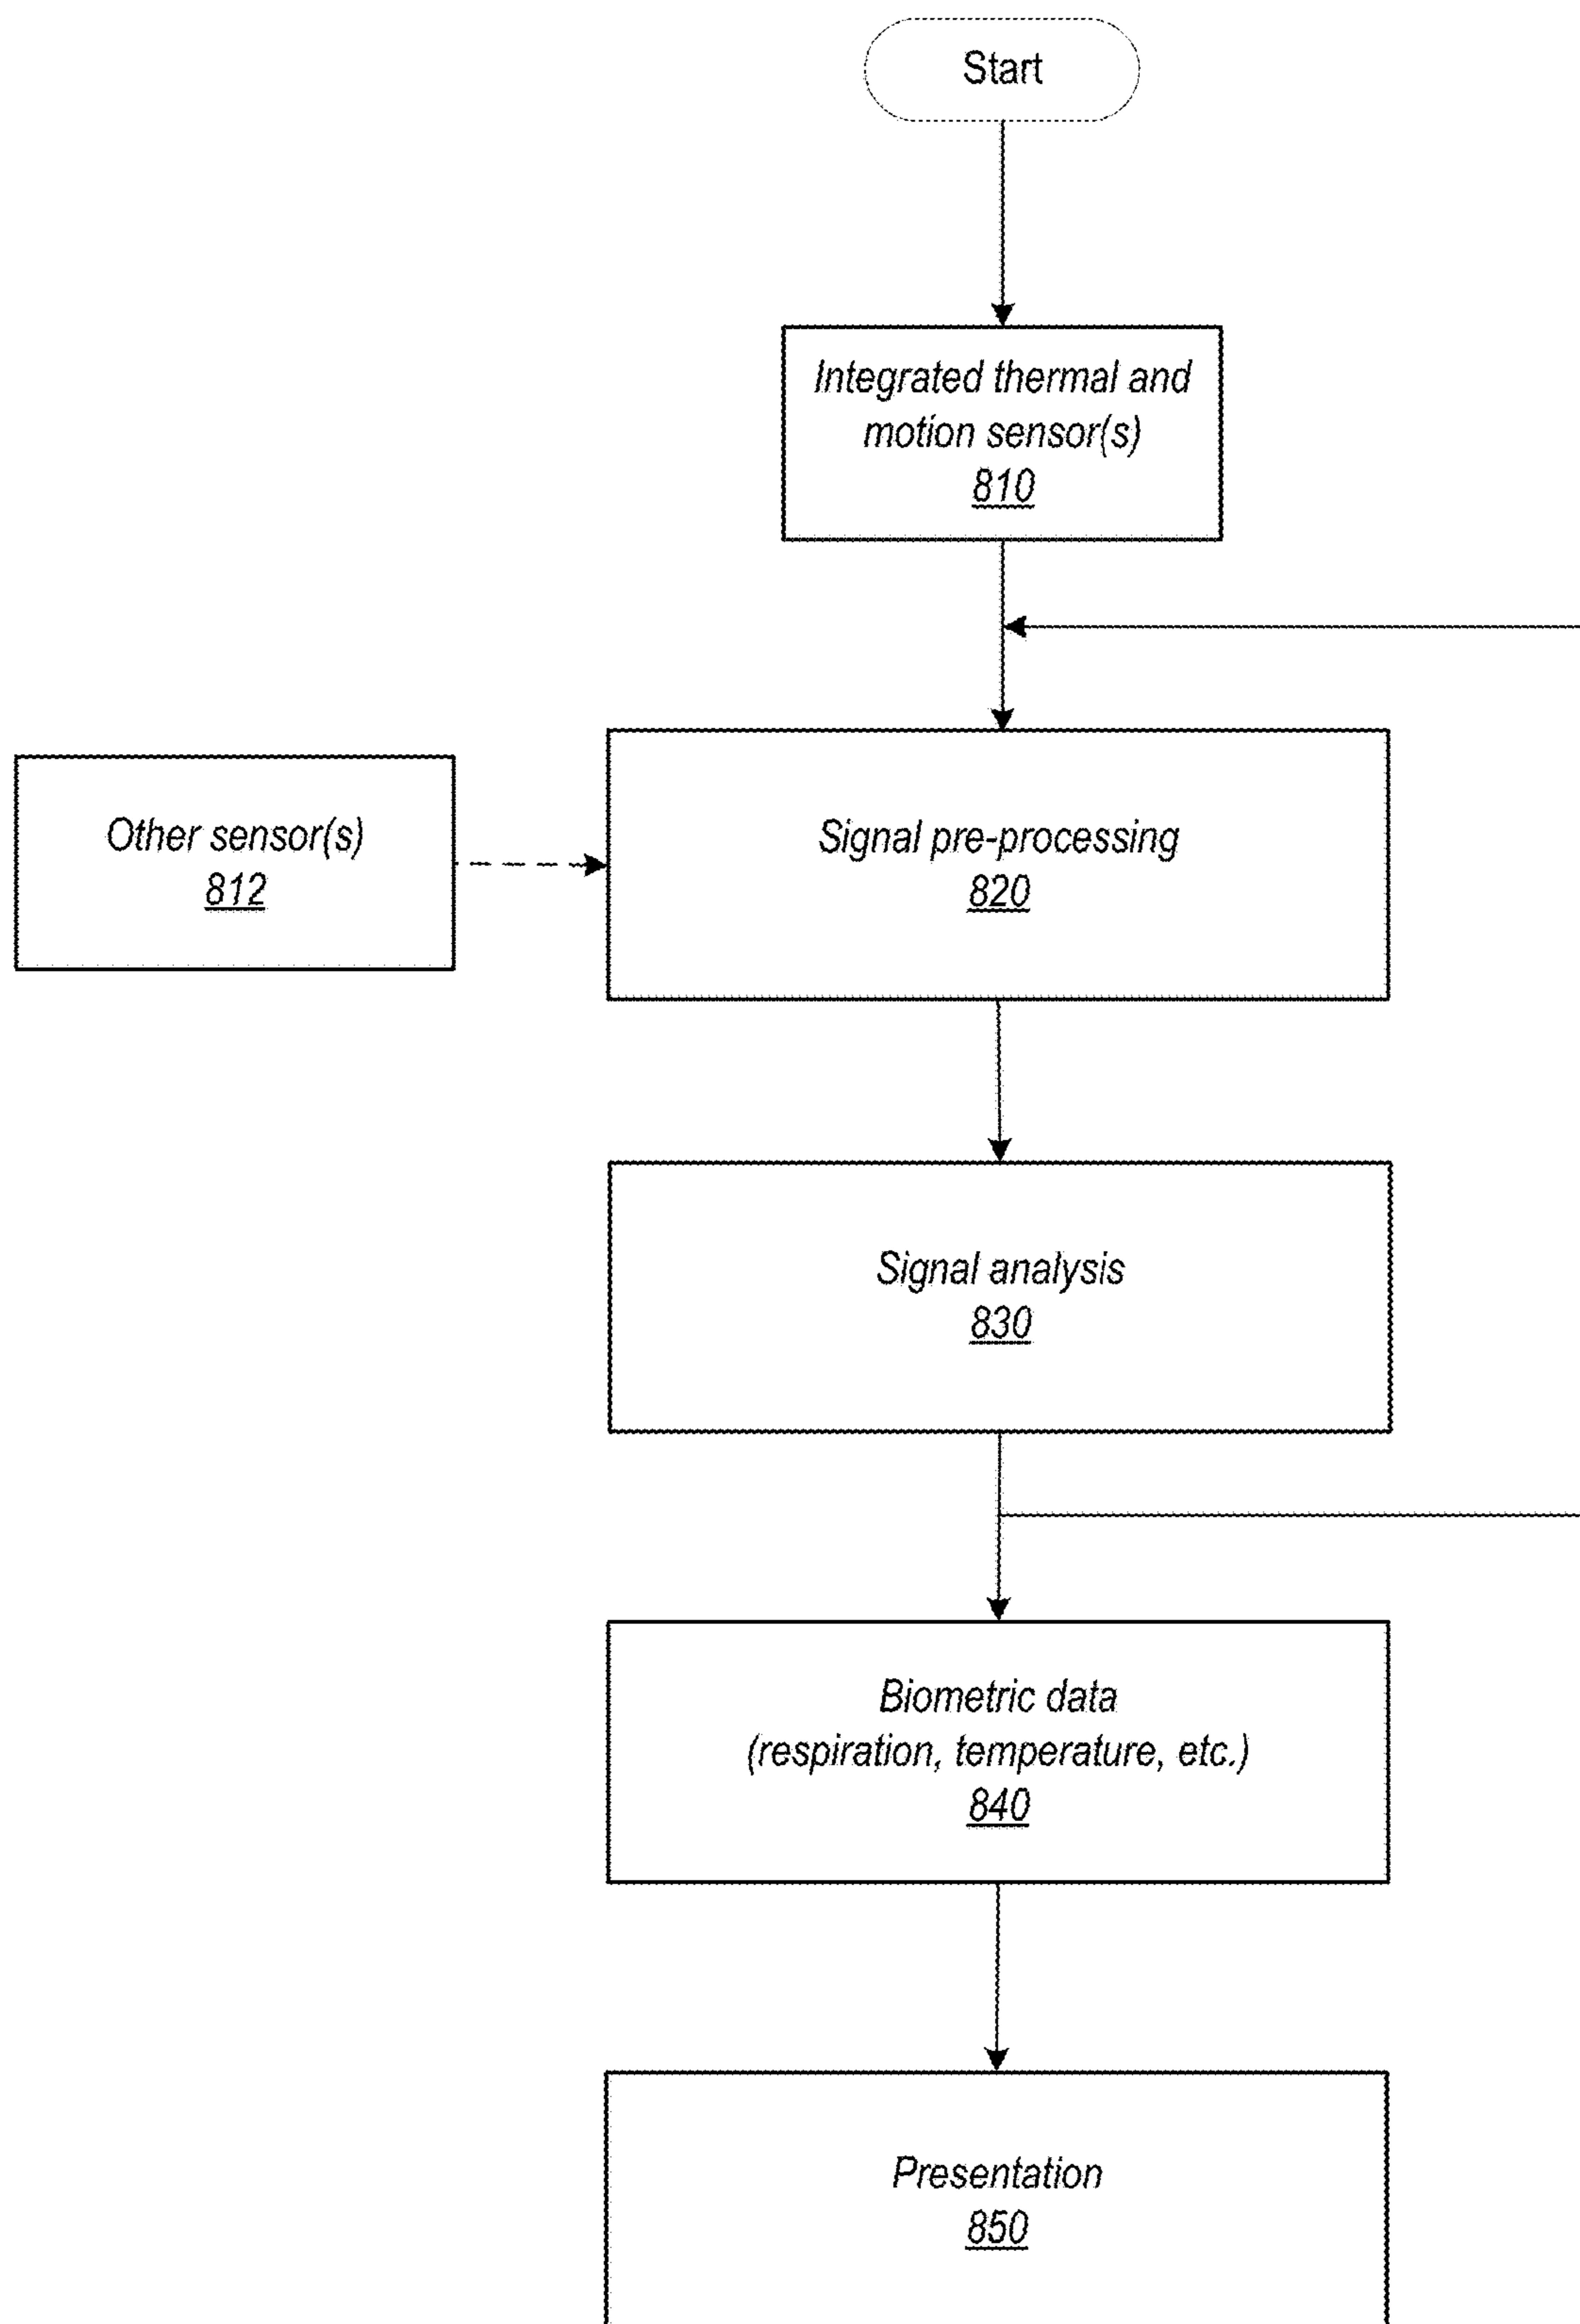 Start
Integrated thermal and
motion sensor(s)
810
Other sensor(s)
812
Signal pre-processing
820
Signal analysis
830
Biometric data
(respiration, temperature, etc.)
840
Presentation
850